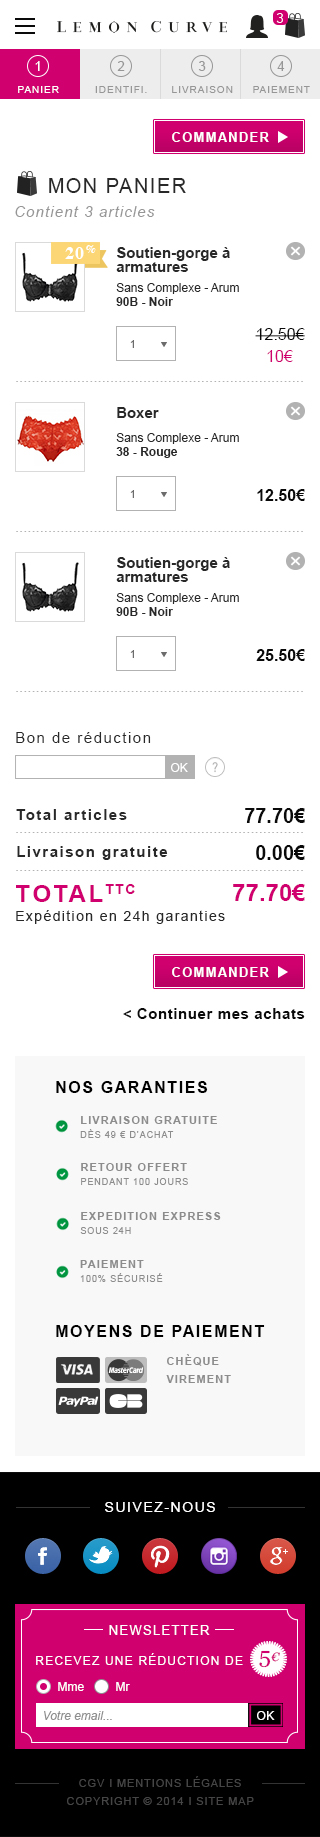 LEMON CURVE
3
1
2
3
4
PANIER
IDENTIFI.
LIVRAISON
PAIEMENT
COMMANDER
MON PANIER
Contient 3 articles
20%
Soutien-gorge à
armatures
Sans Complexe - Arum
90B - Noir
1
12.50€
10€
Boxer
Sans Complexe - Arum
38 - Rouge
1
12.50€
Soutien-gorge à
armatures
Sans Complexe - Arum
90B - Noir
1
25.50€
Bon de réduction
OK
?
Total articles 77.70€
Livraison gratuite 0.00€
TOTAL TTC 77.70€
Expédition en 24h garanties
COMMANDER
< Continuer mes achats
NOS GARANTIES
LIVRAISON GRATUITE
DÈS 49 € D'ACHAT
RETOUR OFFERT
PENDANT 100 JOURS
EXPEDITION EXPRESS
SOUS 24H
PAIEMENT
100% SÉCURISÉ
MOYENS DE PAIEMENT
VISA MasterCard CHÈQUE
VIREMENT
PayPal CB
SUIVEZ-NOUS
f
g+
NEWSLETTER
RECEVEZ UNE RÉDUCTION DE 5€
Mme Mr
Votre email... OK
CGV I MENTIONS LÉGALES
COPYRIGHT © 2014 I SITE MAP